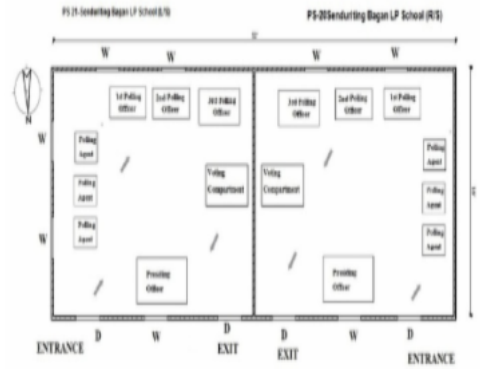 PS 21-Senduriting Bagan LP School (L/S)
PS-20Senduriting Bagan LP School (R/S)
W W W W
N
1st Polling Officer
2nd Polling Officer
3rd Polling Officer
3rd Polling Officer
2nd Polling Officer
1st Polling Officer
W
Polling Agent
Polling Agent
Polling Agent
Voting Compartment
Voting Compartment
Polling Agent
Polling Agent
Polling Agent
W
Presiding Officer
Presiding Officer
D W D D W D
ENTRANCE EXIT EXIT ENTRANCE